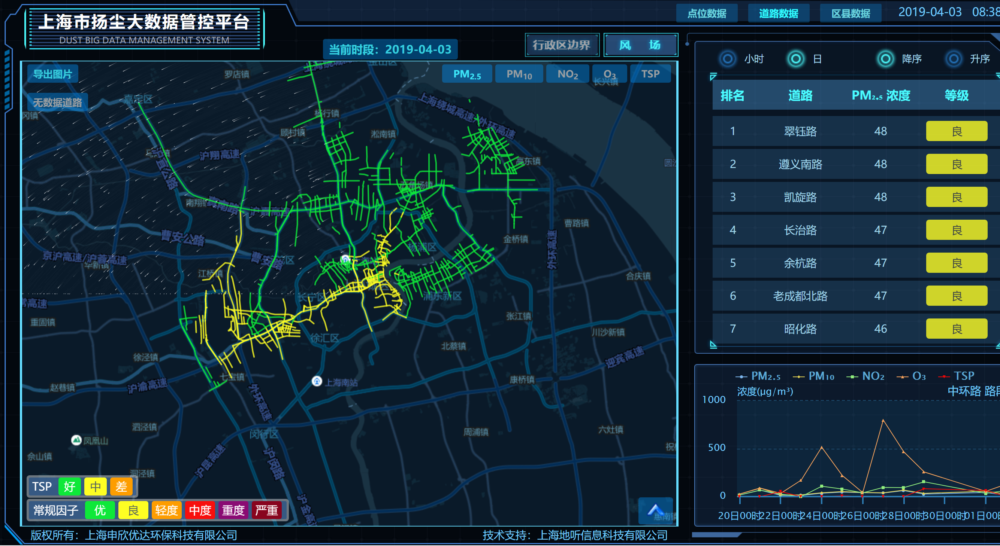 上海市扬尘大数据管控平台
DUST BIG DATA MANAGEMENT SYSTEM
点位数据 道路数据 区县数据 2019-04-03 08:38
当前时段：2019-04-03
行政区边界 风 场
导出图片
无数据道路
PM2.5 PM10 NO2 O3 TSP
小时 日 降序 升序
排名 道路 PM2.5 浓度 等级
1 翠钰路 48 良
2 遵义南路 48 良
3 凯旋路 48 良
4 长治路 47 良
5 余杭路 47 良
6 老成都北路 47 良
7 昭化路 46 良
罗店镇
宝山区
长兴镇
嘉定区
冈镇
杨行镇
顾村镇
淞南镇
上海绕城高速
外环高速
沪翔高速
沪宜公路
高东镇
五角场镇
南翔镇
曹路镇
曹安公路
金桥镇
杨浦区
外环高速
京沪高速/沪蓉高速
华新镇
江桥镇
合庆镇
长宁区
浦东新区
重固镇
张江镇
徐汇区
川沙新镇
北蔡镇
徐泾镇
迎宾高速
七宝镇
康桥镇
赵巷镇
沪渝高速
上海南站
外环高速
泗泾镇
闵行区
周浦镇
六灶镇
凤凰山
佘山镇
沪昆高速
沪闵路
洞泾镇
沪金高
惠南镇
TSP 好 中 差
常规因子 优 良 轻度 中度 重度 严重
PM2.5 PM10 NO2 O3 TSP
浓度(μg/m³)
中环路 路段
1000
500
0
20日00时 22日00时 24日00时 26日00时 28日00时 30日00时 01日00时
版权所有：上海申欣优达环保科技有限公司
技术支持：上海地听信息科技有限公司